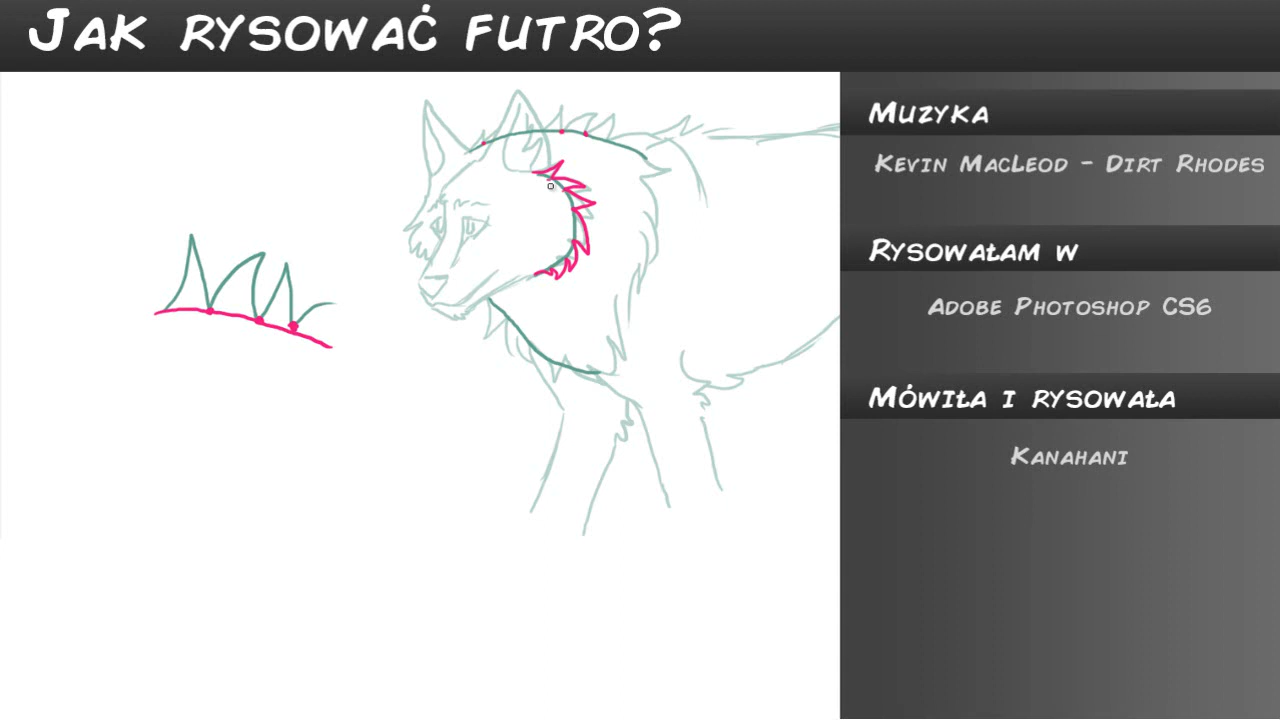 Jak rysować futro?
Muzyka
Kevin MacLeod - Dirt Rhodes
Rysowałam w
Adobe Photoshop CS6
Mówiła i rysowała
Kanahani